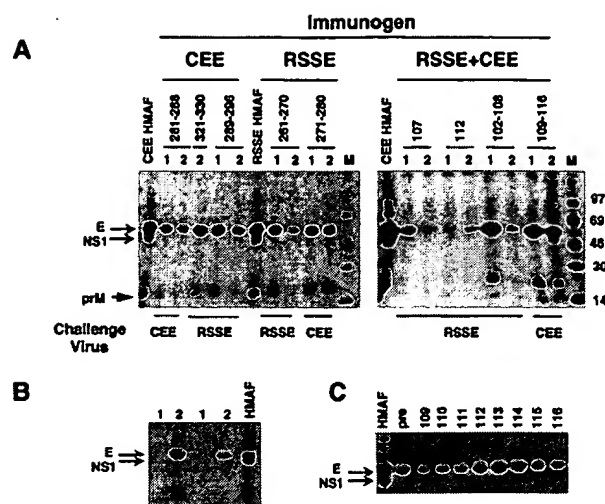 Immunogen
A
CEE RSSE RSSE+CEE
CEE HMAF 281-288 321-330 289-296 RSSE HMAF 261-270 271-280 CEE HMAF 107 112 102-108 109-116
1 2 2 1 2 1 2 1 2 M 1 2 1 2 1 2 1 2 M
97
69
E
NS1
46
30
prM
14
Challenge Virus
CEE RSSE RSSE CEE RSSE CEE
B
1 2 1 2 HMAF
E
NS1
C
HMAF pre 109 110 111 112 113 114 115 116
E
NS1